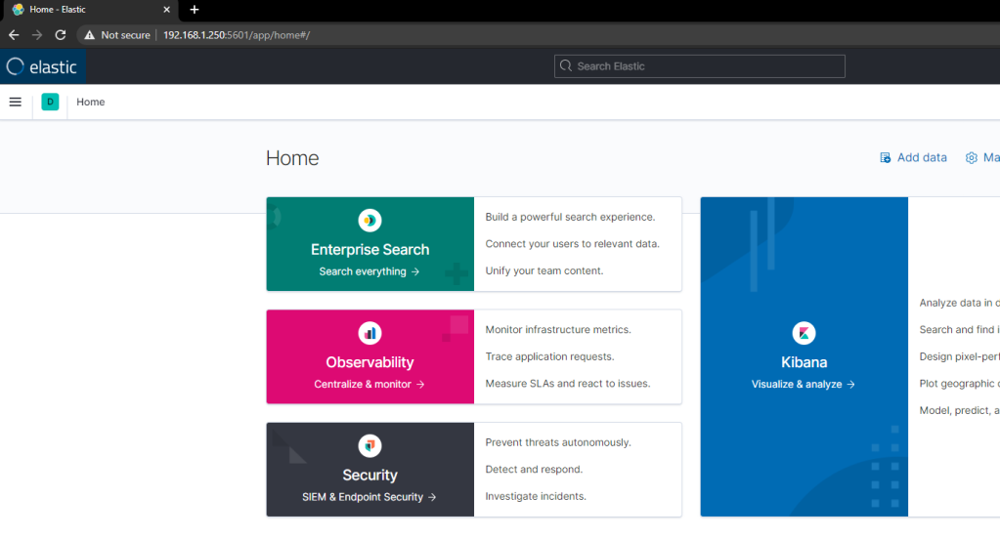 Home - Elastic
Not secure 192.168.1.250:5601/app/home#/
elastic
Search Elastic
D Home
Home
Add data
Ma
Enterprise Search
Search everything →
Build a powerful search experience.
Connect your users to relevant data.
Unify your team content.
Observability
Centralize & monitor →
Monitor infrastructure metrics.
Trace application requests.
Measure SLAs and react to issues.
Security
SIEM & Endpoint Security →
Prevent threats autonomously.
Detect and respond.
Investigate incidents.
Kibana
Visualize & analyze →
Analyze data in d
Search and find i
Design pixel-perf
Plot geographic
Model, predict, a